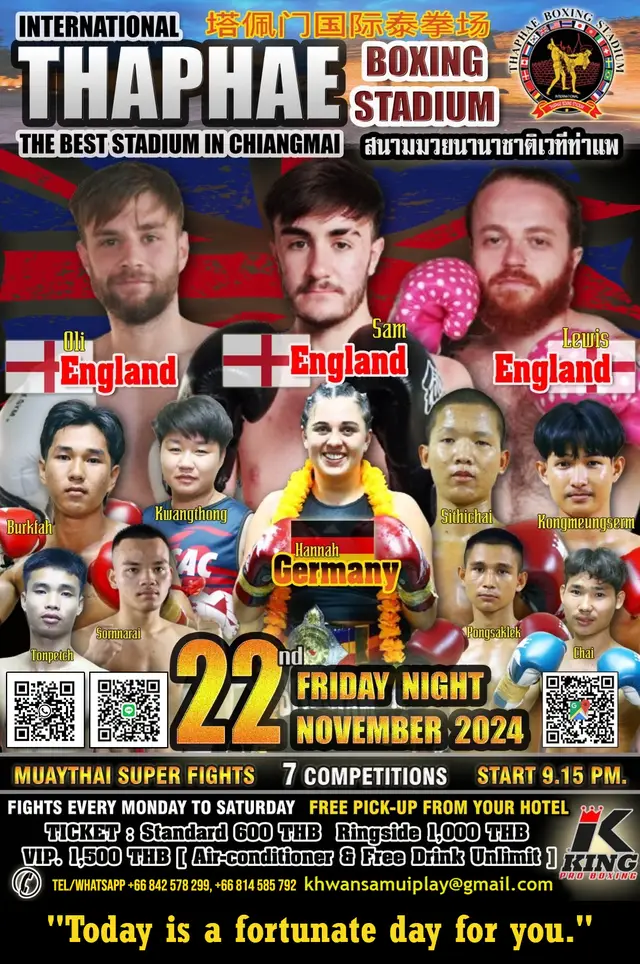 INTERNATIONAL
塔佩门国际泰拳场
THAPHAE
BOXING
STADIUM
THAPHAE BOXING STADIUM
THE BEST STADIUM IN CHIANGMAI
สนามมวยนานาชาติเวทีท่าแพ
Oli
England
Sam
England
Lewis
England
Burkfah
Kwangthong
Hannah
Germany
Sithichai
Kongmeungserm
Tonpetch
Sornnarai
Pongsaklek
Chai
22nd
FRIDAY NIGHT
NOVEMBER 2024
MUAYTHAI SUPER FIGHTS 7 COMPETITIONS START 9.15 PM.
FIGHTS EVERY MONDAY TO SATURDAY FREE PICK-UP FROM YOUR HOTEL
TICKET : Standard 600 THB Ringside 1,000 THB
VIP. 1,500 THB [ Air-conditioner & Free Drink Unlimit ]
K
KING
PRO BOXING
TEL/WHATSAPP +66 842 578 299, +66 814 585 792 khwansamuiplay@gmail.com
"Today is a fortunate day for you."